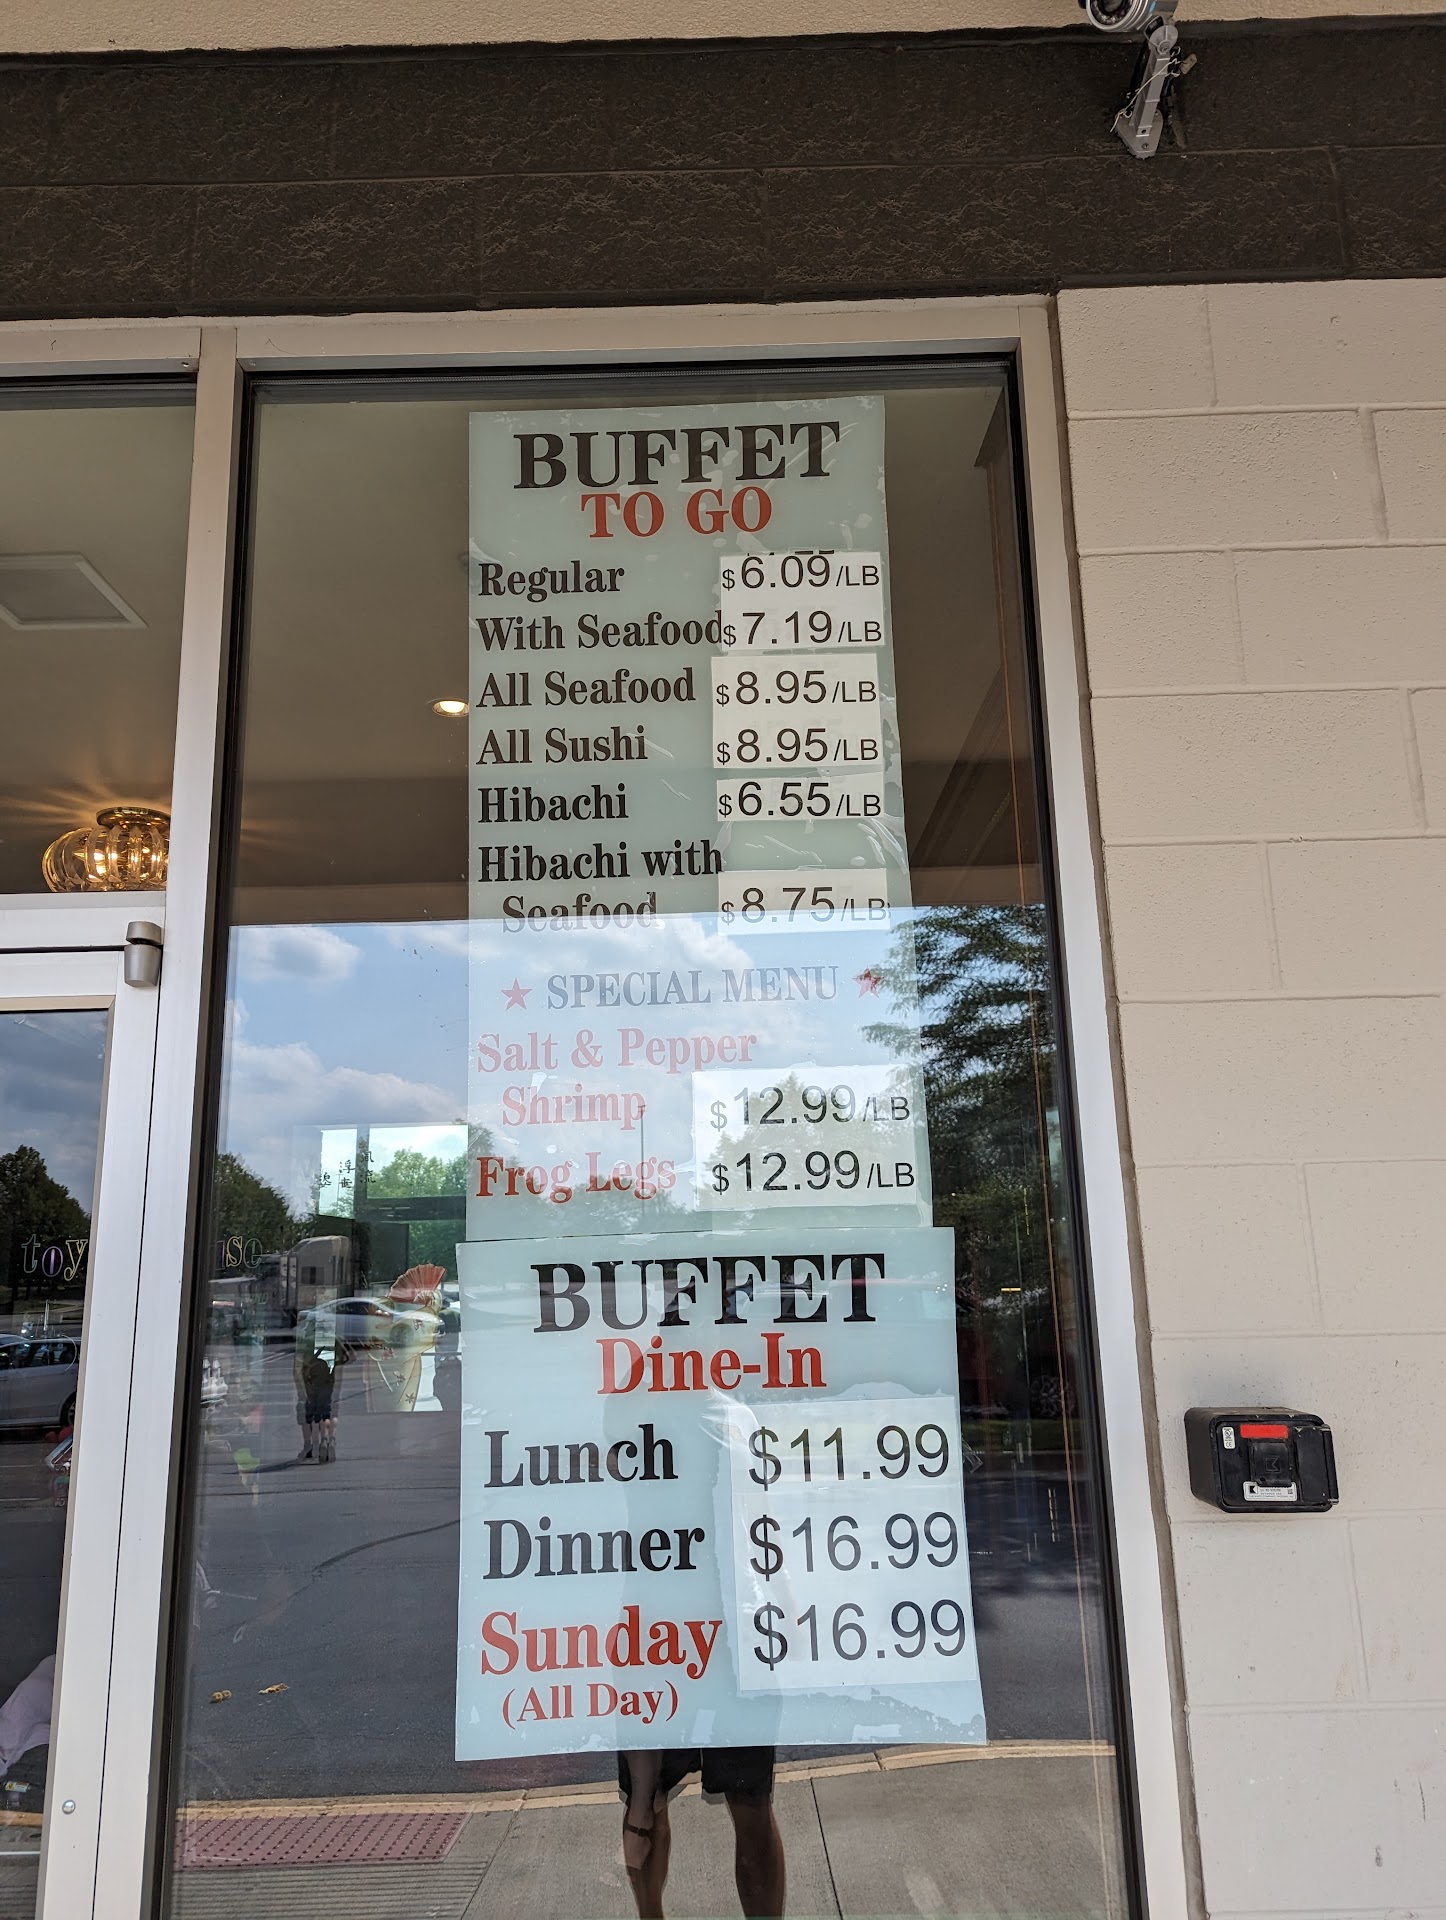 BUFFET
TO GO
Regular $6.09/LB
With Seafood $7.19/LB
All Seafood $8.95/LB
All Sushi $8.95/LB
Hibachi $6.55/LB
Hibachi with
Seafood $8.75/LB
★ SPECIAL MENU ★
Salt & Pepper
Shrimp $12.99/LB
Frog Legs $12.99/LB
BUFFET
Dine-In
Lunch $11.99
Dinner $16.99
Sunday $16.99
(All Day)